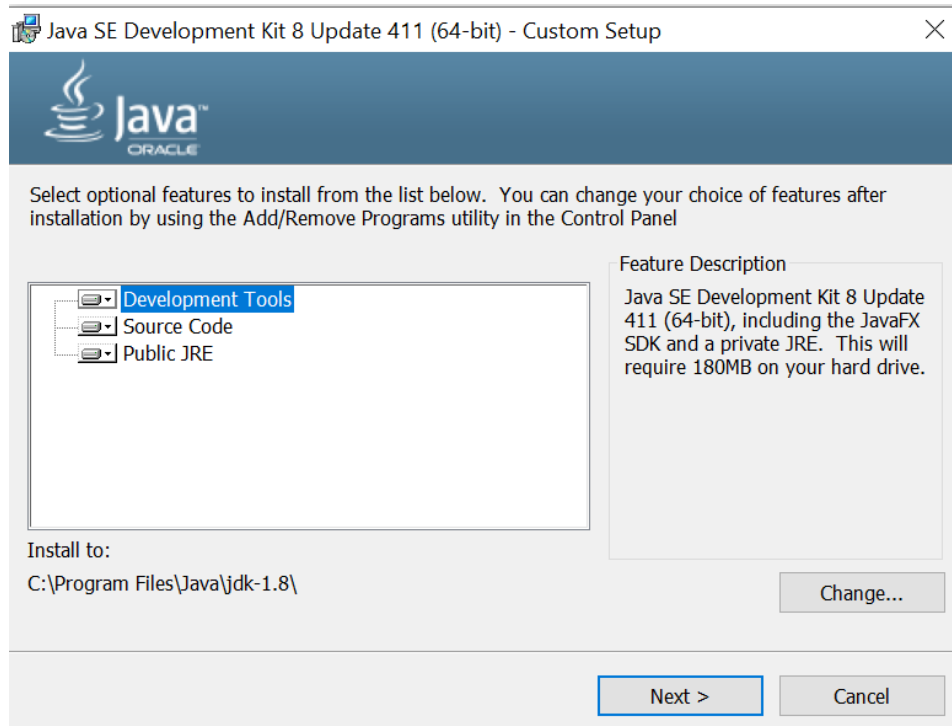 Java SE Development Kit 8 Update 411 (64-bit) - Custom Setup
Java™
ORACLE
Select optional features to install from the list below.  You can change your choice of features after
installation by using the Add/Remove Programs utility in the Control Panel
Development Tools
Source Code
Public JRE
Feature Description
Java SE Development Kit 8 Update
411 (64-bit), including the JavaFX
SDK and a private JRE.  This will
require 180MB on your hard drive.
Install to:
C:\Program Files\Java\jdk-1.8\
Change...
Next >
Cancel